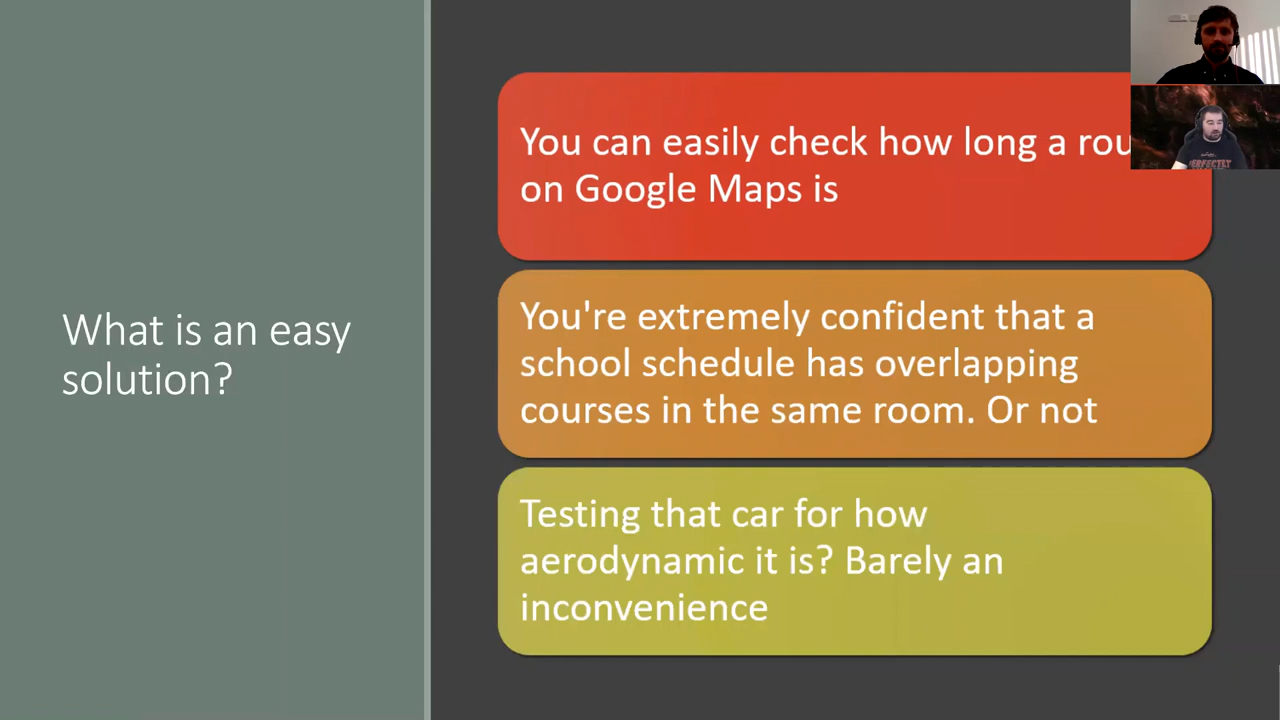 What is an easy
solution?
You can easily check how long a rou
on Google Maps is
You're extremely confident that a
school schedule has overlapping
courses in the same room. Or not
Testing that car for how
aerodynamic it is? Barely an
inconvenience
PERFECTLY